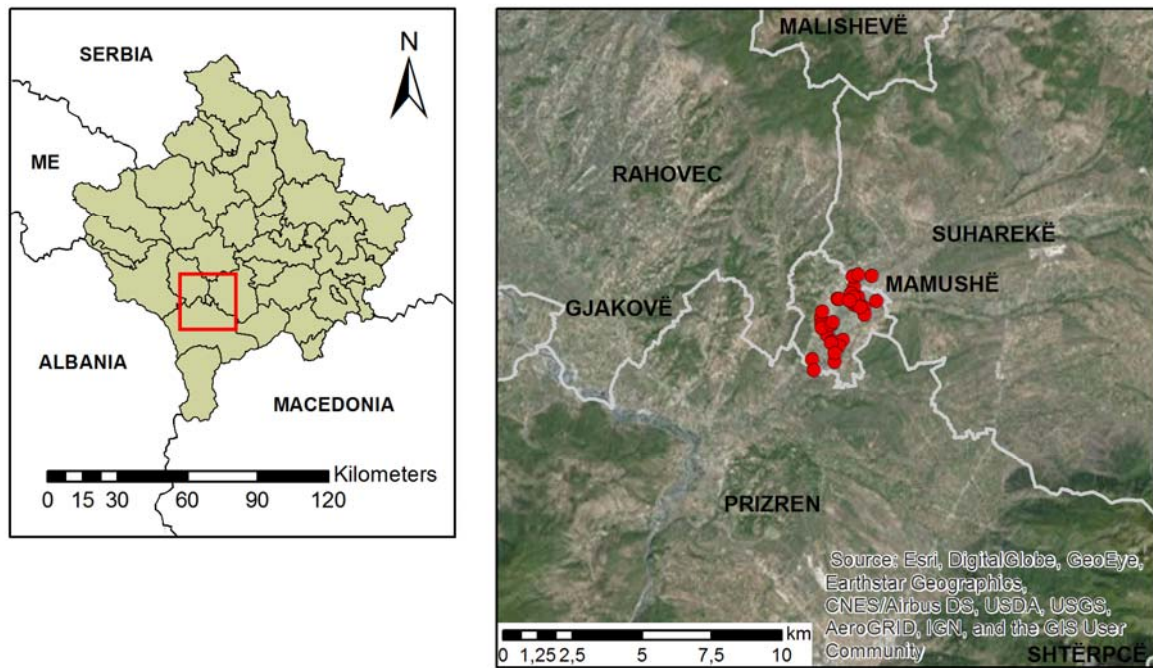 SERBIA
N
ME
ALBANIA
MACEDONIA
Kilometers
0 15 30 60 90 120
MALISHEVË
RAHOVEC
SUHAREKË
MAMUSHË
GJAKOVË
PRIZREN
Source: Esri, DigitalGlobe, GeoEye,
Earthstar Geographics,
CNES/Airbus DS, USDA, USGS,
AeroGRID, IGN, and the GIS User
Community
SHTËRPCË
km
0 1,25 2,5 5 7,5 10